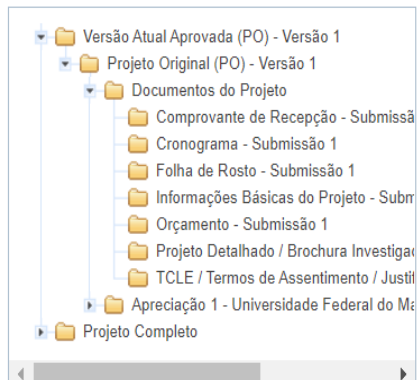 Versão Atual Aprovada (PO) - Versão 1
Projeto Original (PO) - Versão 1
Documentos do Projeto
Comprovante de Recepção - Submissã
Cronograma - Submissão 1
Folha de Rosto - Submissão 1
Informações Básicas do Projeto - Subm
Orçamento - Submissão 1
Projeto Detalhado / Brochura Investigad
TCLE / Termos de Assentimento / Justif
Apreciação 1 - Universidade Federal do Ma
Projeto Completo